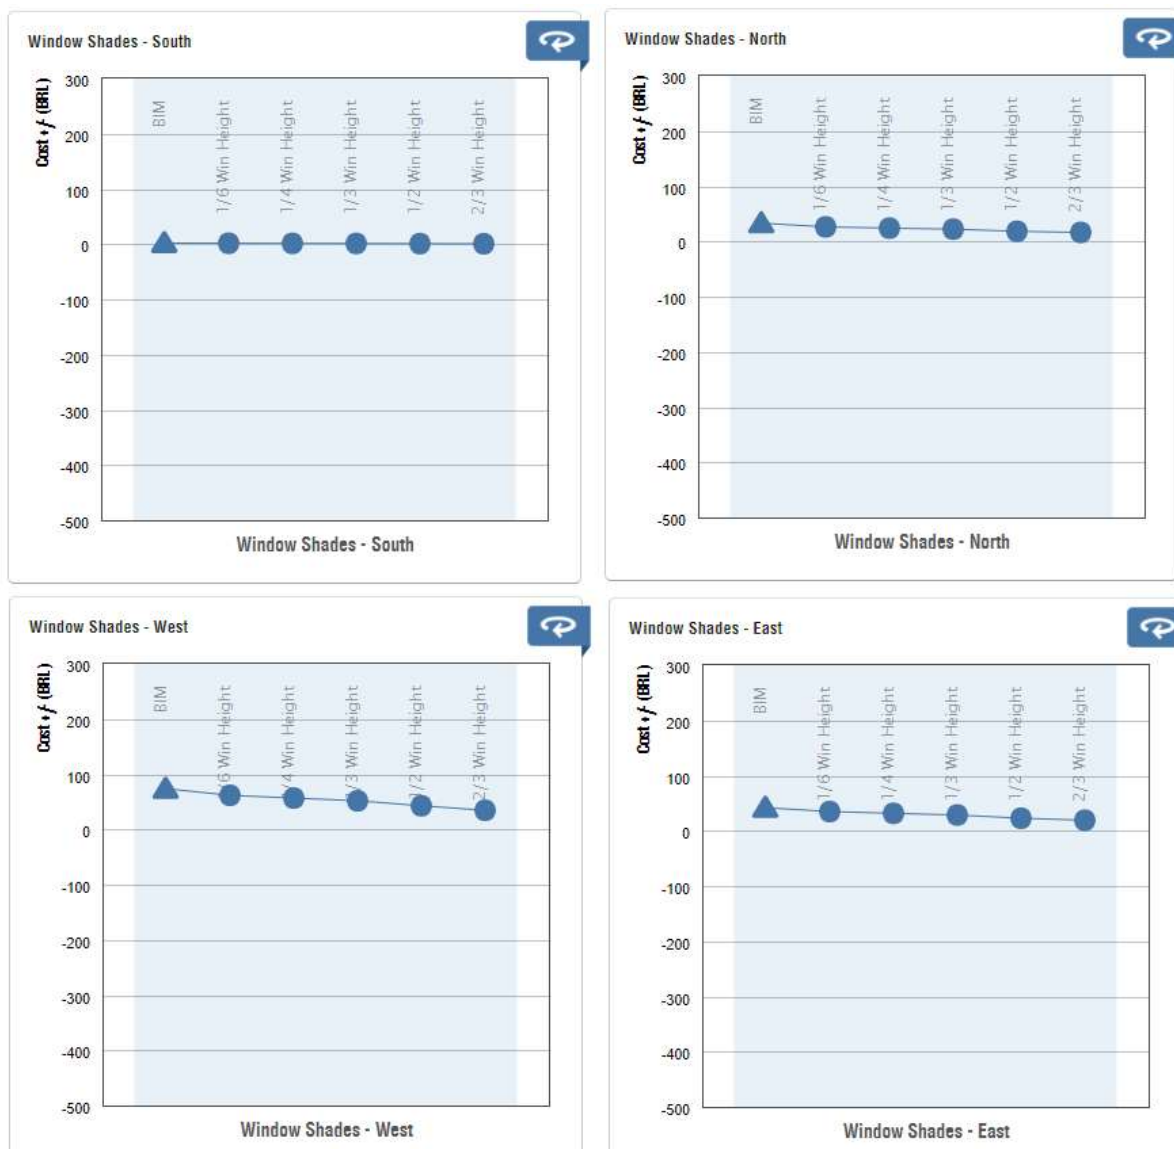 Window Shades - South
Cost • ƒ (BRL)
300
200
100
0
-100
-200
-300
-400
-500
BIM
1/6 Win Height
1/4 Win Height
1/3 Win Height
1/2 Win Height
2/3 Win Height
Window Shades - South
Window Shades - North
Cost • ƒ (BRL)
300
200
100
0
-100
-200
-300
-400
-500
BIM
1/6 Win Height
1/4 Win Height
1/3 Win Height
1/2 Win Height
2/3 Win Height
Window Shades - North
Window Shades - West
Cost • ƒ (BRL)
300
200
100
0
-100
-200
-300
-400
-500
BIM
/6 Win Height
/4 Win Height
/3 Win Height
1/2 Win Height
2/3 Win Height
Window Shades - West
Window Shades - East
Cost • ƒ (BRL)
300
200
100
0
-100
-200
-300
-400
-500
BIM
1/6 Win Height
1/4 Win Height
1/3 Win Height
1/2 Win Height
2/3 Win Height
Window Shades - East